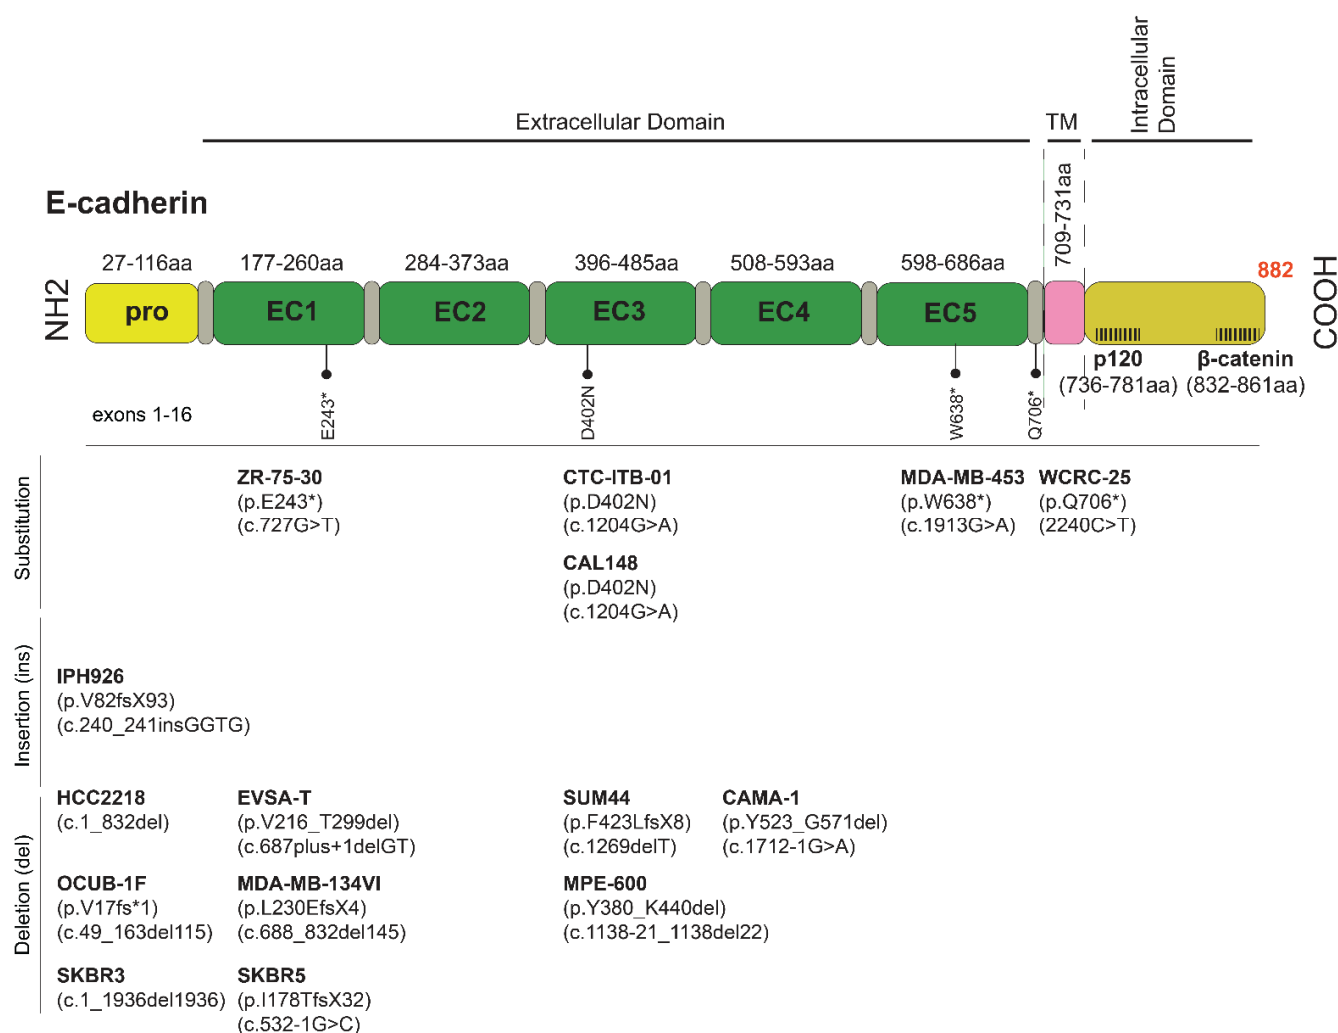 Extracellular Domain
TM
Intracellular
Domain
E-cadherin
709-731aa
27-116aa
177-260aa
284-373aa
396-485aa
508-593aa
598-686aa
882
NH2
pro
EC1
EC2
EC3
EC4
EC5
COOH
p120
(736-781aa)
β-catenin
(832-861aa)
exons 1-16
E243*
D402N
W638*
Q706*
Substitution
ZR-75-30
(p.E243*)
(c.727G>T)
CTC-ITB-01
(p.D402N)
(c.1204G>A)
CAL148
(p.D402N)
(c.1204G>A)
MDA-MB-453
(p.W638*)
(c.1913G>A)
WCRC-25
(p.Q706*)
(2240C>T)
Insertion (ins)
IPH926
(p.V82fsX93)
(c.240_241insGGTG)
Deletion (del)
HCC2218
(c.1_832del)
EVSA-T
(p.V216_T299del)
(c.687plus+1delGT)
SUM44
(p.F423LfsX8)
(c.1269delT)
CAMA-1
(p.Y523_G571del)
(c.1712-1G>A)
OCUB-1F
(p.V17fs*1)
(c.49_163del115)
MDA-MB-134VI
(p.L230EfsX4)
(c.688_832del145)
MPE-600
(p.Y380_K440del)
(c.1138-21_1138del22)
SKBR3
(c.1_1936del1936)
SKBR5
(p.I178TfsX32)
(c.532-1G>C)